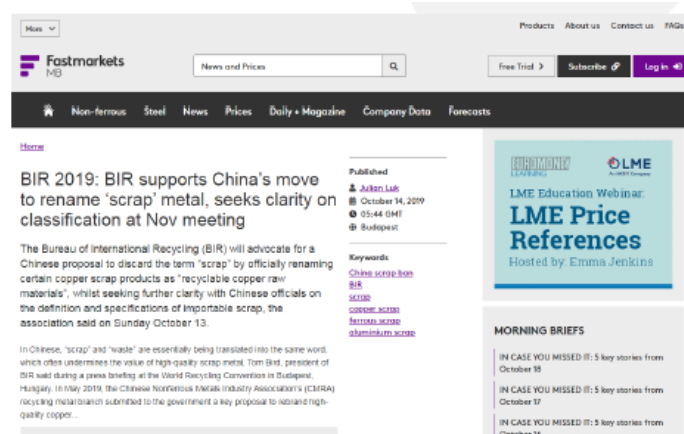 More
Products About us Contact us FAQs
Fastmarkets
MB
News and Prices
Free Trial
Subscribe
Log in
Non-ferrous Steel News Prices Daily + Magazine Company Data Forecasts
Home
BIR 2019: BIR supports China's move
to rename 'scrap' metal, seeks clarity on
classification at Nov meeting
The Bureau of International Recycling (BIR) will advocate for a
Chinese proposal to discard the term "scrap" by officially renaming
certain copper scrap products as "recyclable copper raw
materials", whilst seeking further clarity with Chinese officials on
the definition and specifications of importable scrap, the
association said on Sunday October 13.
In Chinese, "scrap" and "waste" are essentially being translated into the same word,
which often undermines the value of high-quality scrap metal, Tom Bird, president of
BIR said during a press briefing at the World Recycling Convention in Budapest,
Hungary. In May 2019, the Chinese Nonferrous Metals Industry Association's (CMRA)
recycling metal branch submitted to the government a key proposal to rebrand high-
quality copper...
Published
Julian Luk
October 14, 2019
05:44 GMT
Budapest
Keywords
China scrap ban
BIR
scrap
copper scrap
ferrous scrap
aluminium scrap
EUROMONEY
LEARNING
LME
An HKEX Company
LME Education Webinar:
LME Price
References
Hosted by: Emma Jenkins
MORNING BRIEFS
IN CASE YOU MISSED IT: 5 key stories from
October 18
IN CASE YOU MISSED IT: 5 key stories from
October 17
IN CASE YOU MISSED IT: 5 key stories from